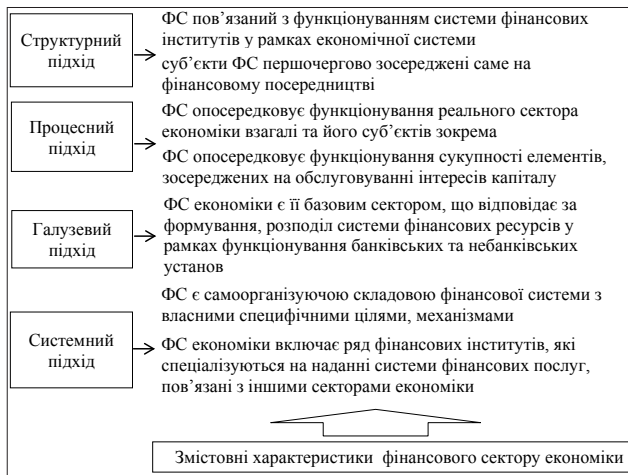 Структурний
підхід
ФС пов’язаний з функціонуванням системи фінансових
інститутів у рамках економічної системи
суб’єкти ФС першочергово зосереджені саме на
фінансовому посередництві
Процесний
підхід
ФС опосередковує функціонування реального сектора
економіки взагалі та його суб’єктів зокрема
ФС опосередковує функціонування сукупності елементів,
зосереджених на обслуговуванні інтересів капіталу
Галузевий
підхід
ФС економіки є її базовим сектором, що відповідає за
формування, розподіл системи фінансових ресурсів у
рамках функціонування банківських та небанківських
установ
Системний
підхід
ФС є самоорганізуючою складовою фінансової системи з
власними специфічними цілями, механізмами
ФС економіки включає ряд фінансових інститутів, які
спеціалізуються на наданні системи фінансових послуг,
пов’язані з іншими секторами економіки
Змістовні характеристики фінансового сектору економіки